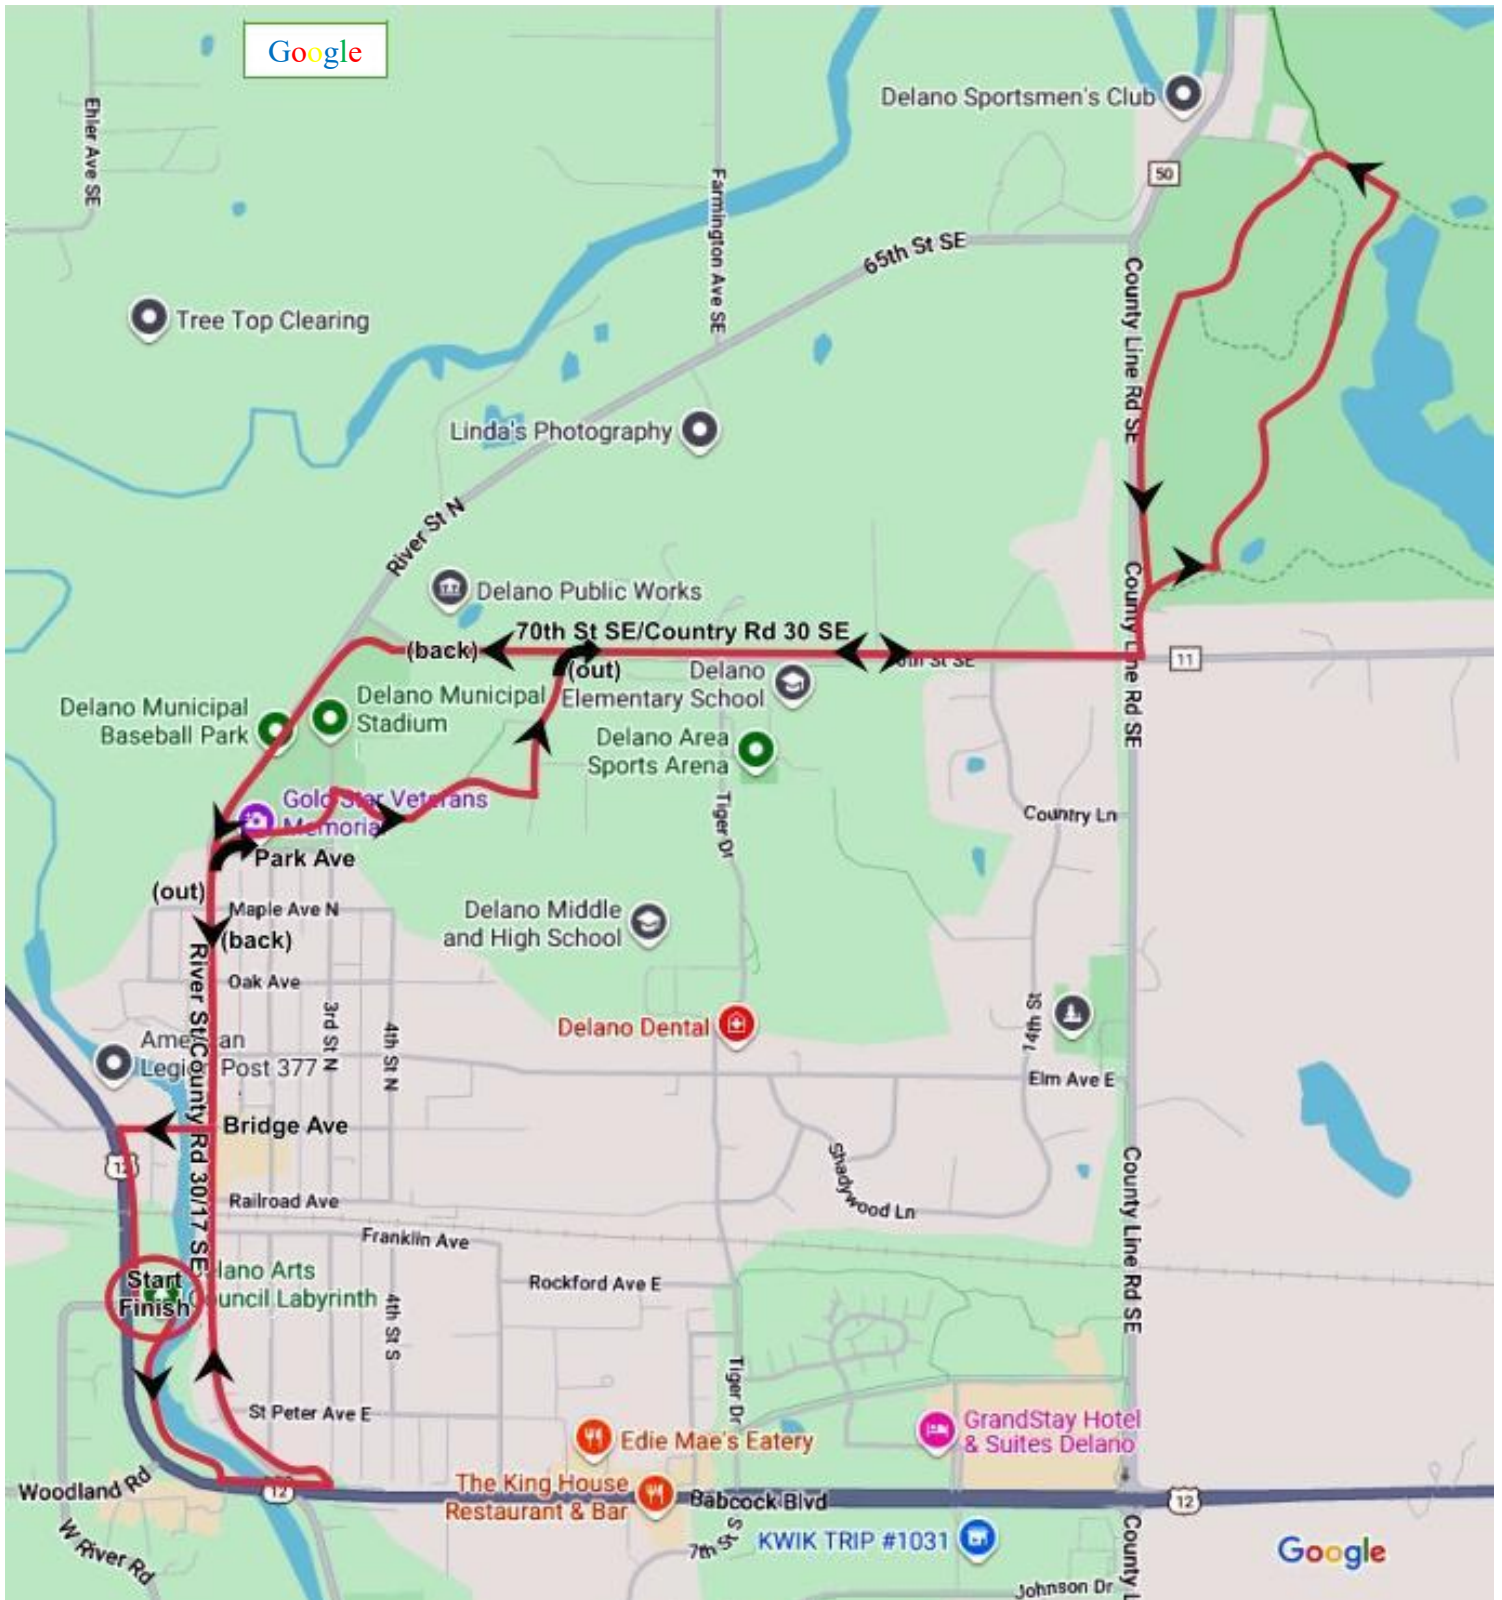 Google
Delano Sportsmen's Club
Ehler Ave SE
Farmington Ave SE
50
65th St SE
Tree Top Clearing
County Line Rd SE
Linda's Photography
River St N
Delano Public Works
70th St SE/Country Rd 30 SE
(back)
(out)
11
County Line Rd SE
Delano
Elementary School
Delano Municipal
Stadium
Delano Municipal
Baseball Park
Delano Area
Sports Arena
Gold Star Veterans
Memorial
Tiger Dr
Country Ln
Park Ave
(out)
Maple Ave N
(back)
Delano Middle
and High School
River St/County Rd 30/17 SE
Oak Ave
3rd St N
4th St N
74th St
Delano Dental
American
Legion Post 377
Elm Ave E
Bridge Ave
12
Shadywood Ln
County Line Rd SE
Railroad Ave
Franklin Ave
Start
Finish
Delano Arts
Council Labyrinth
Rockford Ave E
4th St S
Tiger Dr
St Peter Ave E
GrandStay Hotel
& Suites Delano
Edie Mae's Eatery
Woodland Rd
12
The King House
Restaurant & Bar
Babcock Blvd
12
W River Rd
7th St S
KWIK TRIP #1031
County L
Google
Johnson Dr